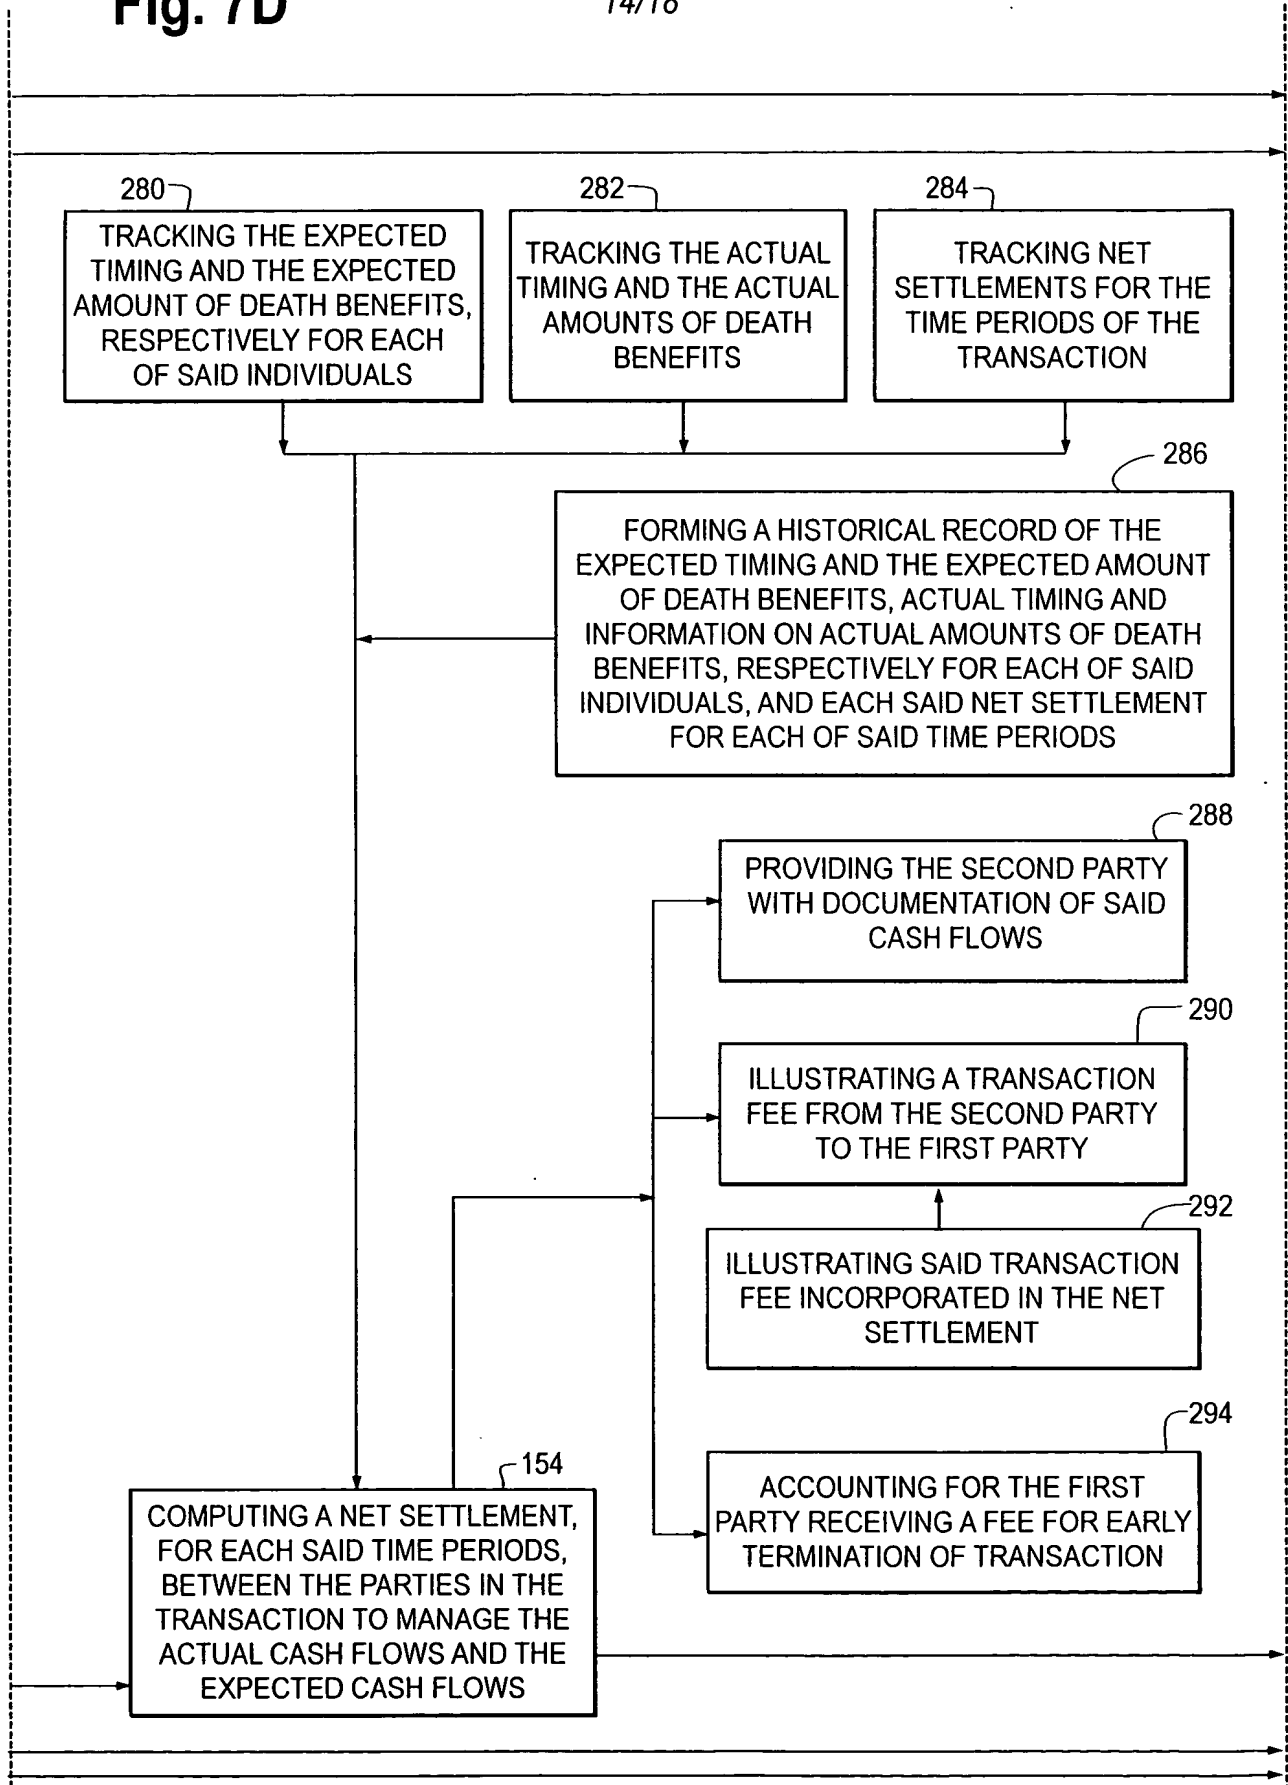 Fig. 7D
14/18
280
282
284
TRACKING THE EXPECTED
TIMING AND THE EXPECTED
AMOUNT OF DEATH BENEFITS,
RESPECTIVELY FOR EACH
OF SAID INDIVIDUALS
TRACKING THE ACTUAL
TIMING AND THE ACTUAL
AMOUNTS OF DEATH
BENEFITS
TRACKING NET
SETTLEMENTS FOR THE
TIME PERIODS OF THE
TRANSACTION
286
FORMING A HISTORICAL RECORD OF THE
EXPECTED TIMING AND THE EXPECTED AMOUNT
OF DEATH BENEFITS, ACTUAL TIMING AND
INFORMATION ON ACTUAL AMOUNTS OF DEATH
BENEFITS, RESPECTIVELY FOR EACH OF SAID
INDIVIDUALS, AND EACH SAID NET SETTLEMENT
FOR EACH OF SAID TIME PERIODS
288
PROVIDING THE SECOND PARTY
WITH DOCUMENTATION OF SAID
CASH FLOWS
290
ILLUSTRATING A TRANSACTION
FEE FROM THE SECOND PARTY
TO THE FIRST PARTY
292
ILLUSTRATING SAID TRANSACTION
FEE INCORPORATED IN THE NET
SETTLEMENT
294
ACCOUNTING FOR THE FIRST
PARTY RECEIVING A FEE FOR EARLY
TERMINATION OF TRANSACTION
154
COMPUTING A NET SETTLEMENT,
FOR EACH SAID TIME PERIODS,
BETWEEN THE PARTIES IN THE
TRANSACTION TO MANAGE THE
ACTUAL CASH FLOWS AND THE
EXPECTED CASH FLOWS